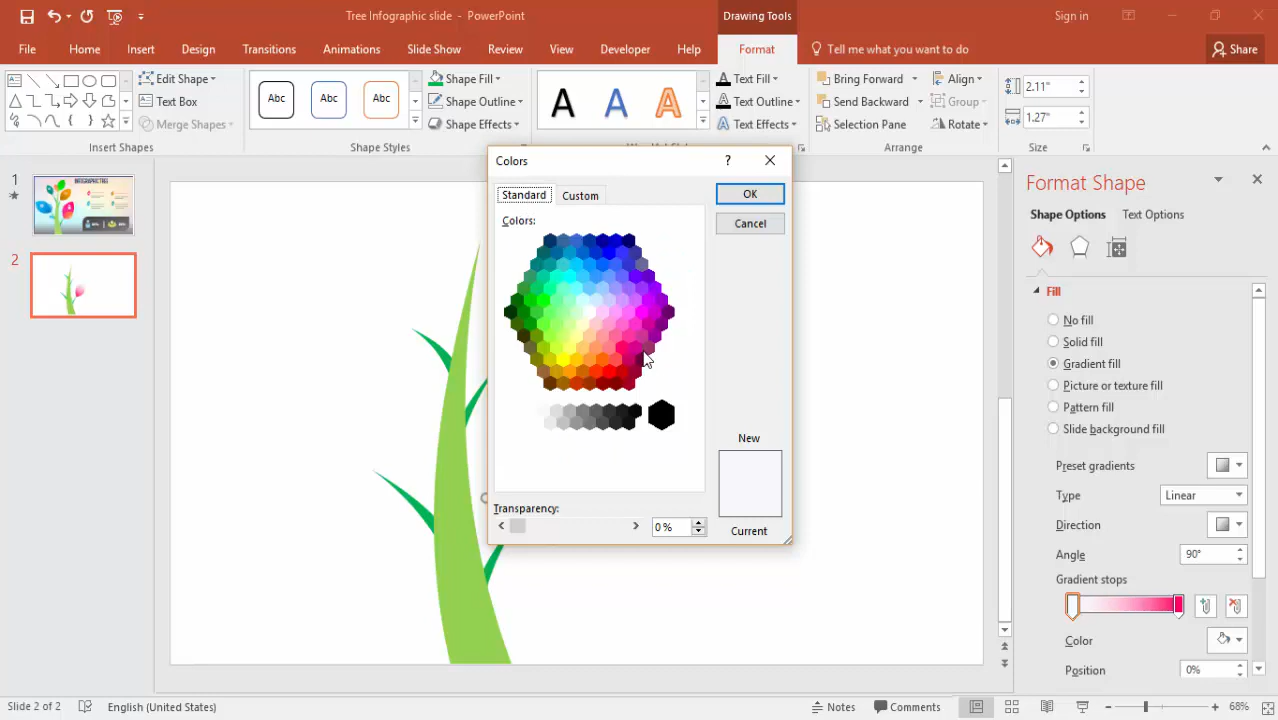 Tree Infographic slide - PowerPoint
Drawing Tools
Sign in
File Home Insert Design Transitions Animations Slide Show Review View Developer Help Format Tell me what you want to do Share
Edit Shape
Text Box
Merge Shapes
Insert Shapes
Abc Abc Abc
Shape Fill
Shape Outline
Shape Effects
Shape Styles
A A A
Text Fill
Text Outline
Text Effects
Bring Forward
Send Backward
Selection Pane
Align
Group
Rotate
Arrange
2.11"
1.27"
Size
1
2
Colors
?
Standard
Custom
OK
Cancel
Colors:
New
Current
Transparency:
0 %
Format Shape
Shape Options Text Options
Fill
No fill
Solid fill
Gradient fill
Picture or texture fill
Pattern fill
Slide background fill
Preset gradients
Type Linear
Direction
Angle 90°
Gradient stops
Color
Position 0%
Slide 2 of 2 English (United States) Notes Comments 68%